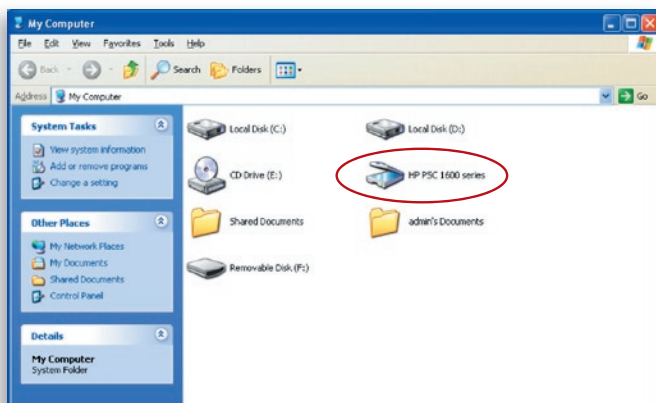 My Computer
File Edit View Favorites Tools Help
Back Search Folders
Address My Computer Go
System Tasks
View system information
Add or remove programs
Change a setting
Other Places
My Network Places
My Documents
Shared Documents
Control Panel
Details
My Computer
System Folder
Local Disk (C:) Local Disk (D:)
CD Drive (E:) HP PSC 1600 series
Shared Documents admin's Documents
Removable Disk (F:)